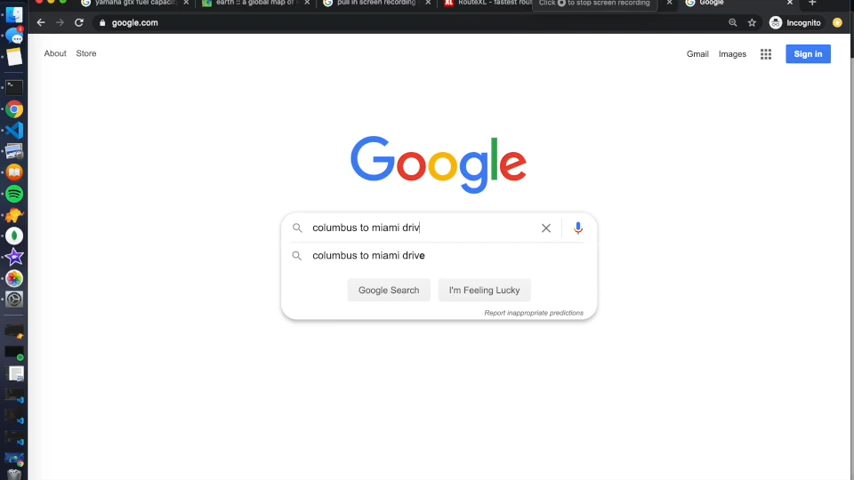 yamaha gtx fuel capaci
earth :: a global map of
pull in screen recording
RouteXL - fastest rou
Click to stop screen recording
Google
google.com
Incognito
About
Store
Gmail
Images
Sign in
Google
columbus to miami driv
columbus to miami drive
Google Search
I'm Feeling Lucky
Report inappropriate predictions